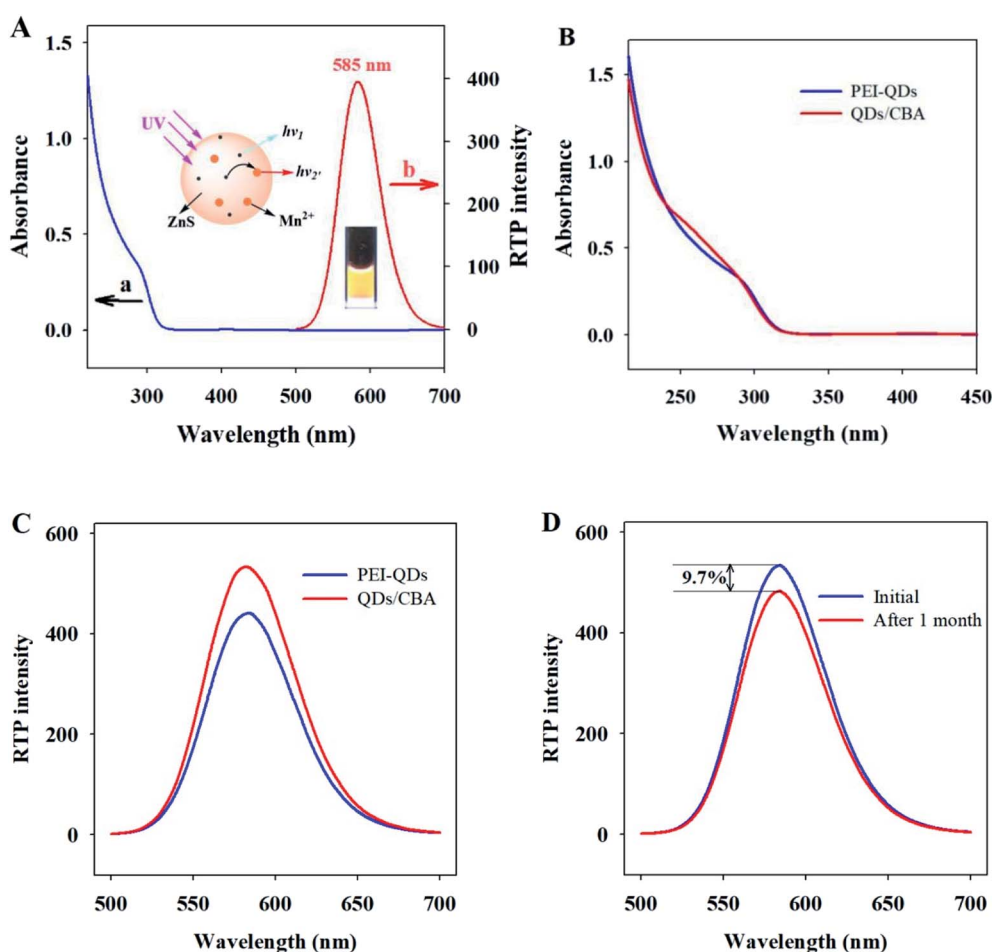 A
1.5
1.0
0.5
0.0
Absorbance
UV
hν1
hν2'
ZnS
Mn2+
a
585 nm
b
400
300
200
100
0
RTP intensity
300 400 500 600 700
Wavelength (nm)
B
1.5
1.0
0.5
0.0
Absorbance
PEI-QDs
QDs/CBA
250 300 350 400 450
Wavelength (nm)
C
600
400
200
0
RTP intensity
PEI-QDs
QDs/CBA
500 550 600 650 700
Wavelength (nm)
D
600
400
200
0
RTP intensity
9.7%
Initial
After 1 month
500 550 600 650 700
Wavelength (nm)